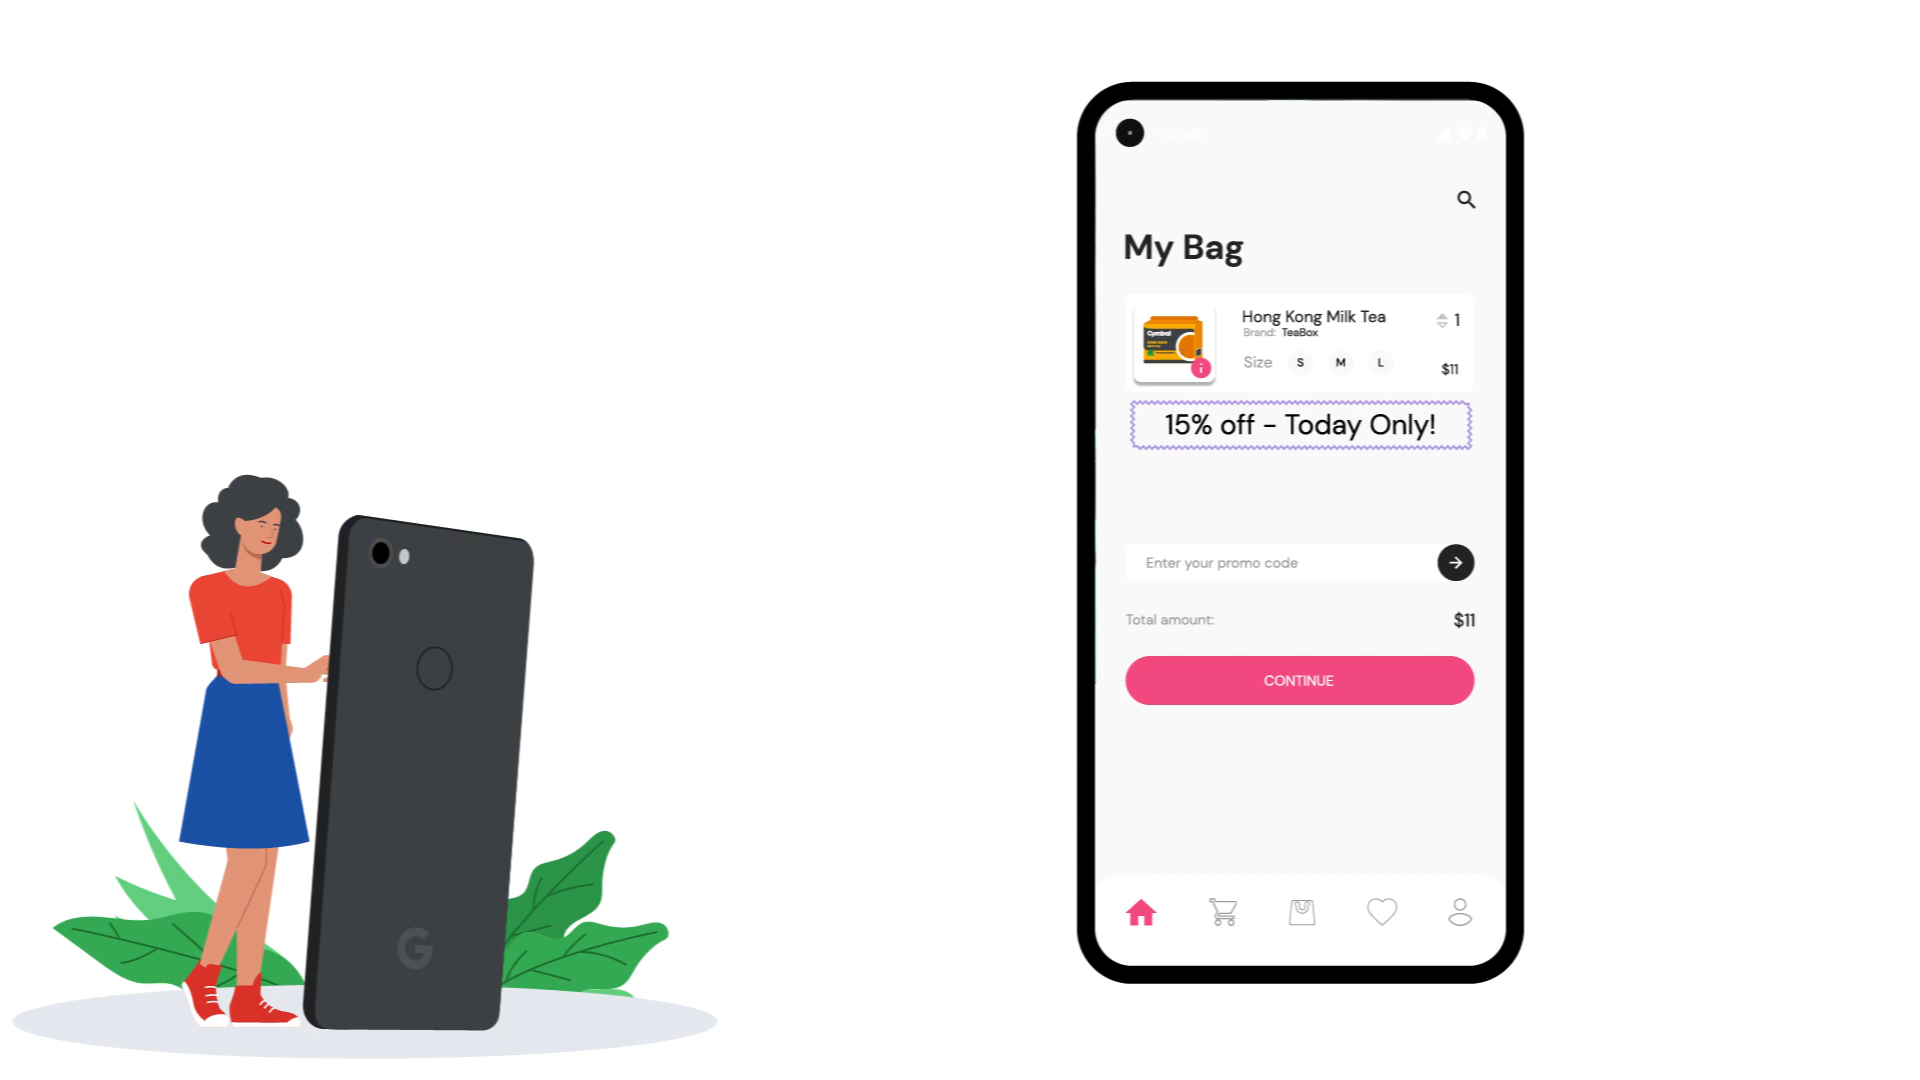 My Bag
Cymbal
Hong Kong Milk Tea
1
Brand: TeaBox
Size S M L
$11
15% off - Today Only!
Enter your promo code
Total amount:
$11
CONTINUE
G